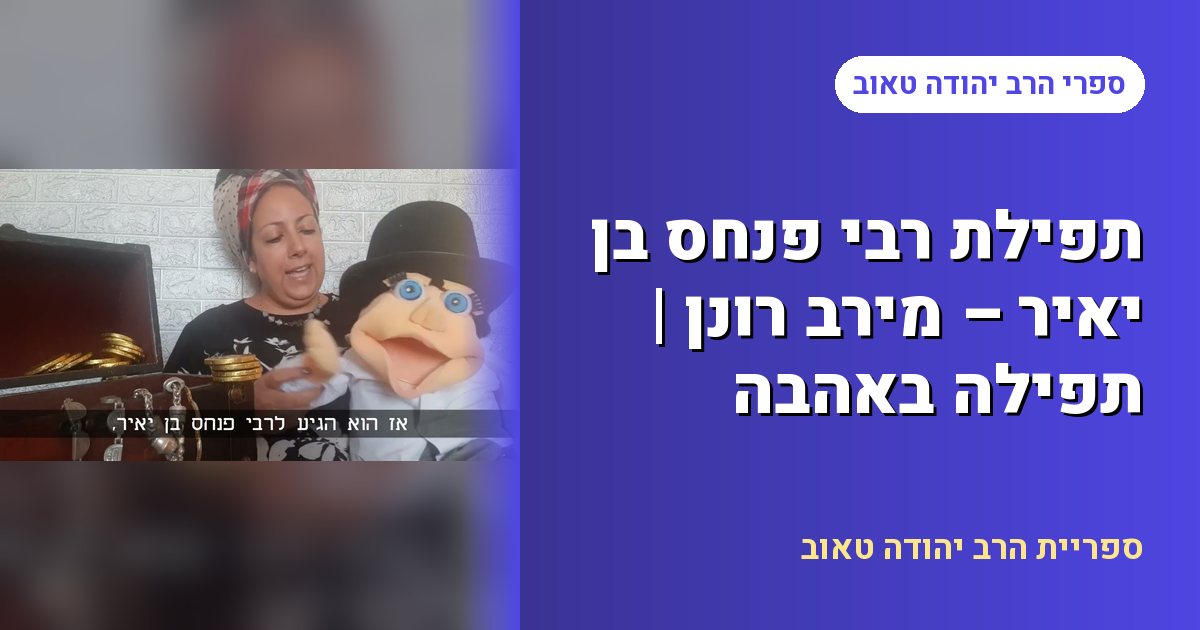 ספרי הרב יהודה טאוב
תפילת רבי פנחס בן
יאיר – מירב רונן |
תפילה באהבה
אז הוא הגיע לרבי פנחס בן יאיר,
ספריית הרב יהודה טאוב